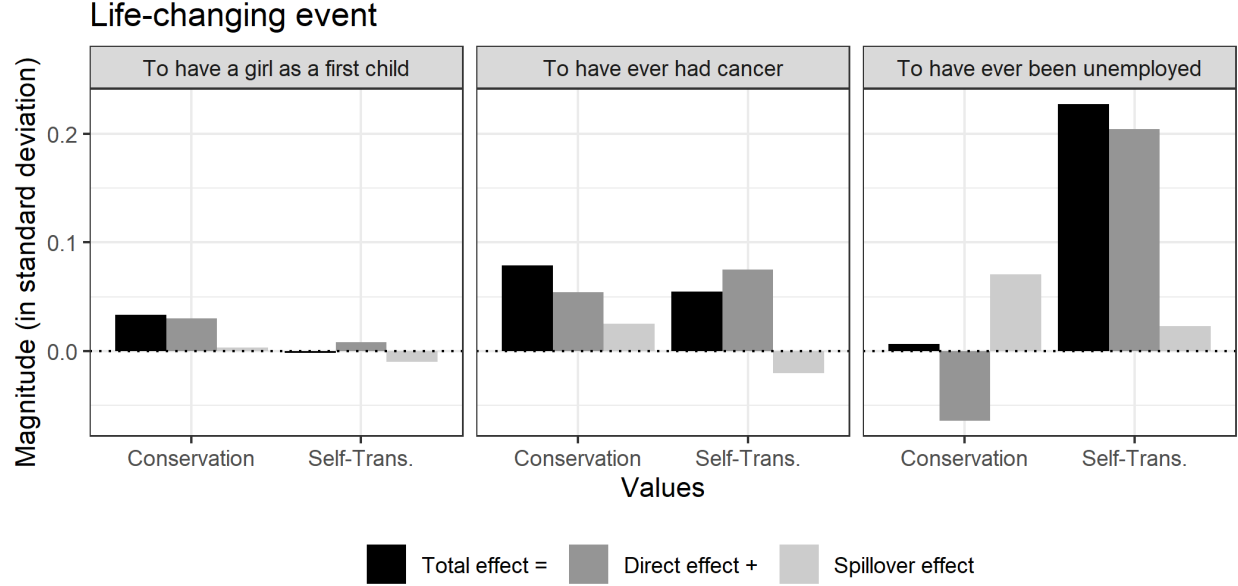 Life-changing event
To have a girl as a first child
To have ever had cancer
To have ever been unemployed
Magnitude (in standard deviation)
0.2
0.1
0.0
Conservation Self-Trans.
Conservation Self-Trans.
Conservation Self-Trans.
Values
Total effect = Direct effect + Spillover effect